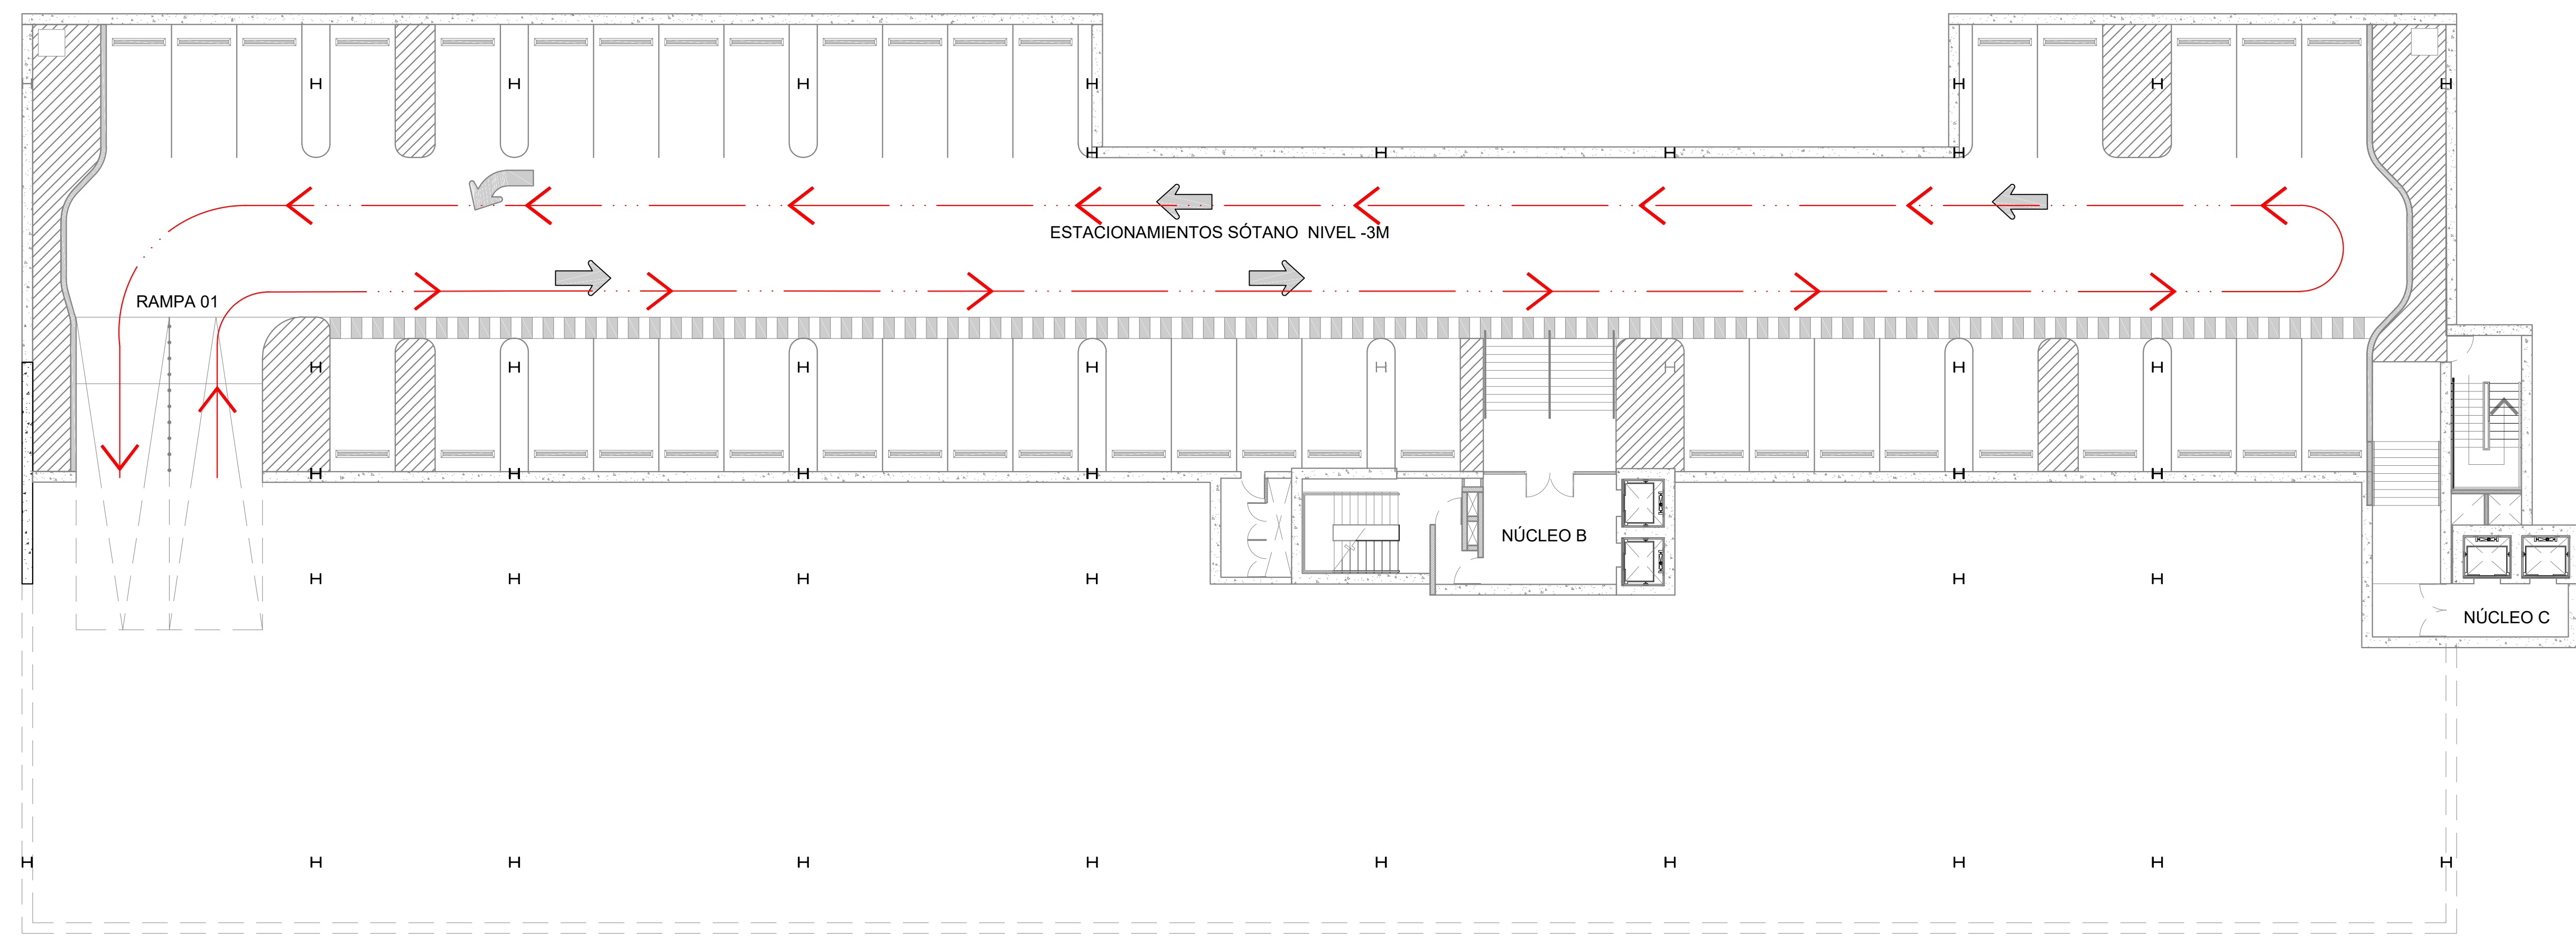 ESTACIONAMIENTOS SÓTANO NIVEL -3M
RAMPA 01
NÚCLEO B
NÚCLEO C